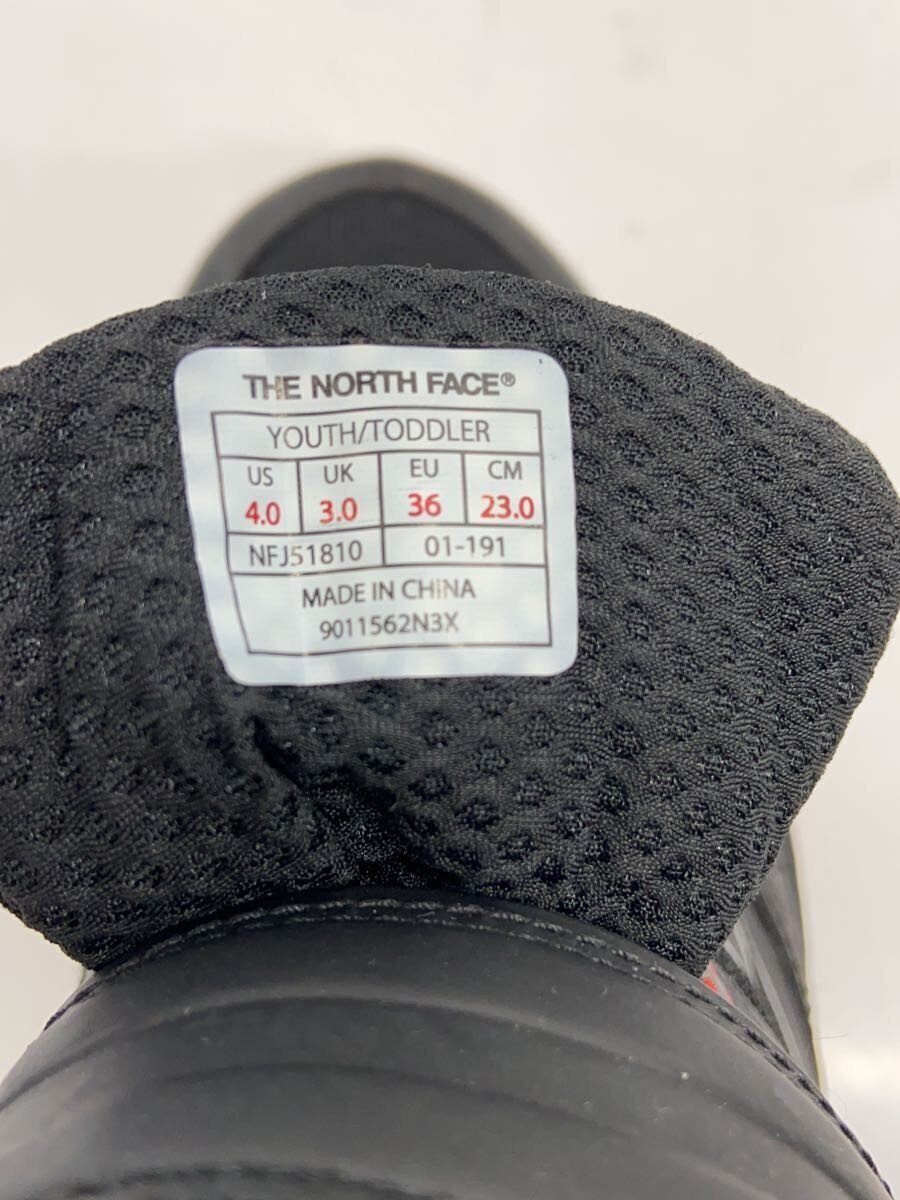 THE NORTH FACE®
YOUTH/TODDLER
US UK EU CM
4.0 3.0 36 23.0
NFJ51810 01-191
MADE IN CHINA
9011562N3X